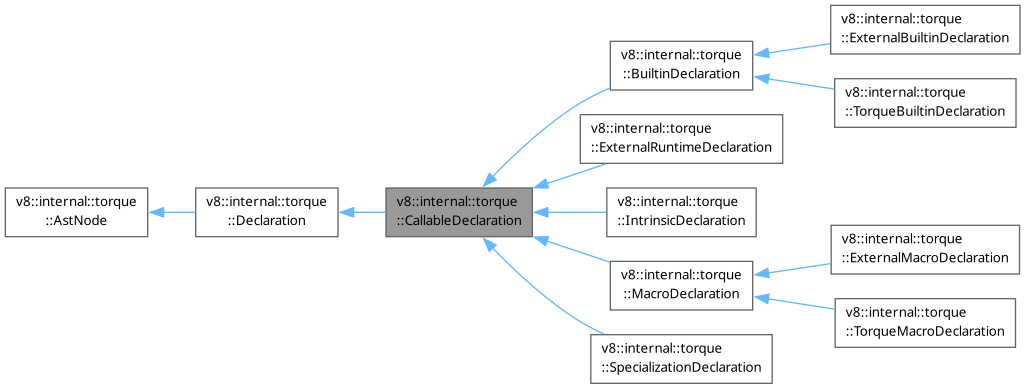 v8::internal::torque
::AstNode
v8::internal::torque
::Declaration
v8::internal::torque
::CallableDeclaration
v8::internal::torque
::BuiltinDeclaration
v8::internal::torque
::ExternalBuiltinDeclaration
v8::internal::torque
::TorqueBuiltinDeclaration
v8::internal::torque
::ExternalRuntimeDeclaration
v8::internal::torque
::IntrinsicDeclaration
v8::internal::torque
::MacroDeclaration
v8::internal::torque
::ExternalMacroDeclaration
v8::internal::torque
::TorqueMacroDeclaration
v8::internal::torque
::SpecializationDeclaration